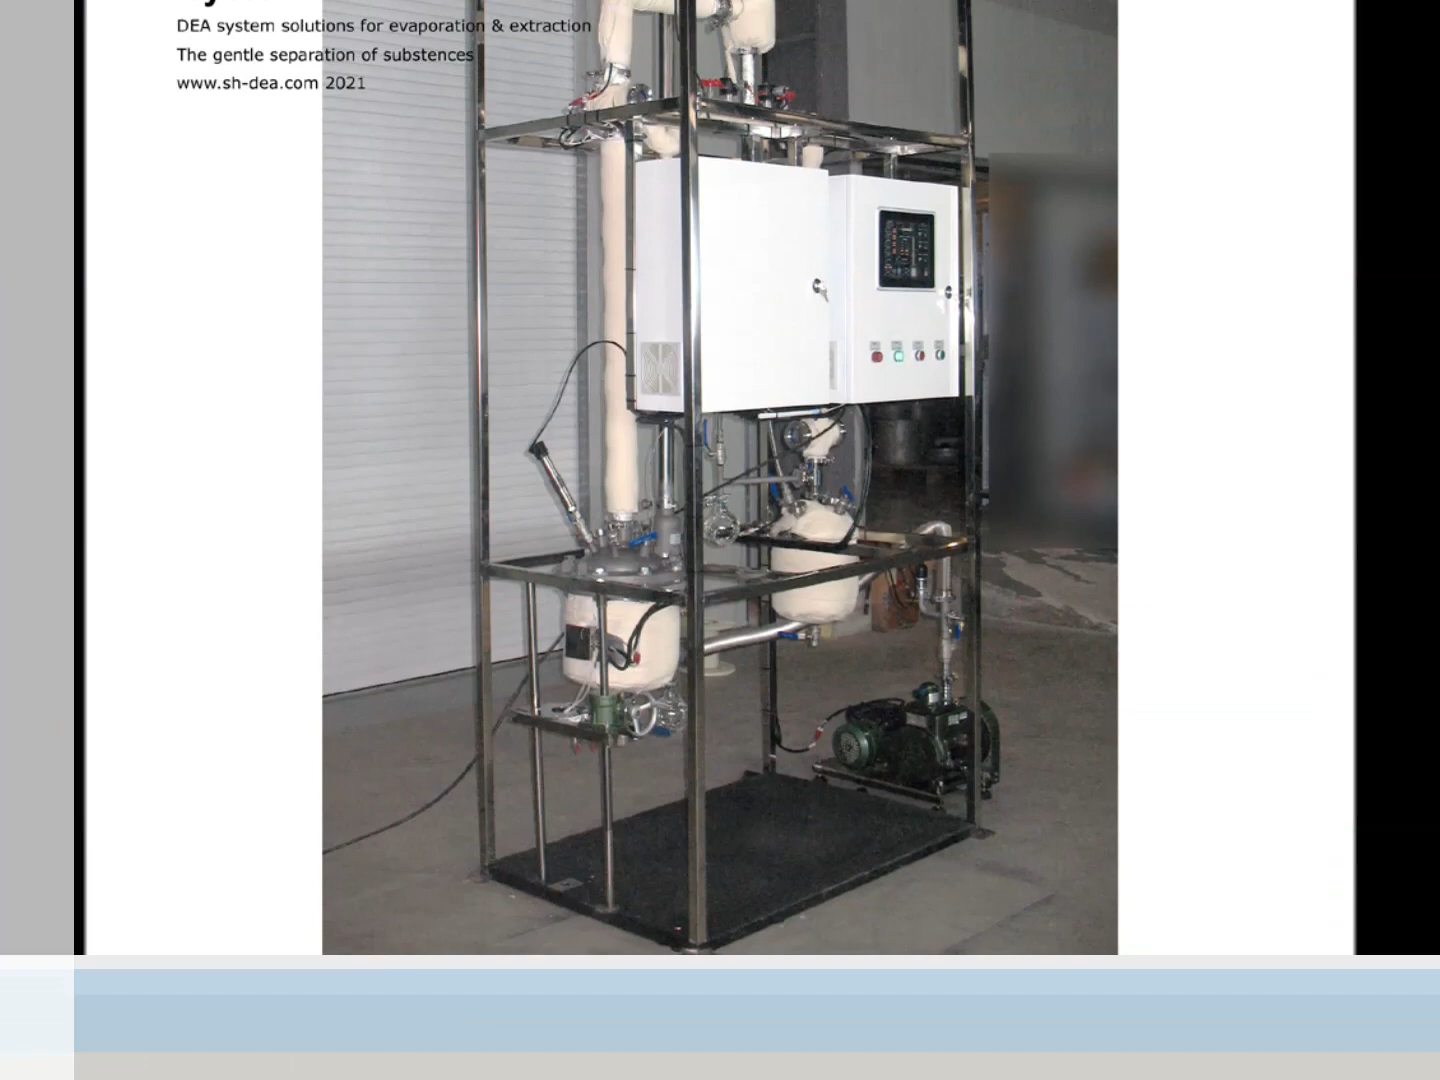 DEA system solutions for evaporation & extraction
The gentle separation of substences
www.sh-dea.com 2021